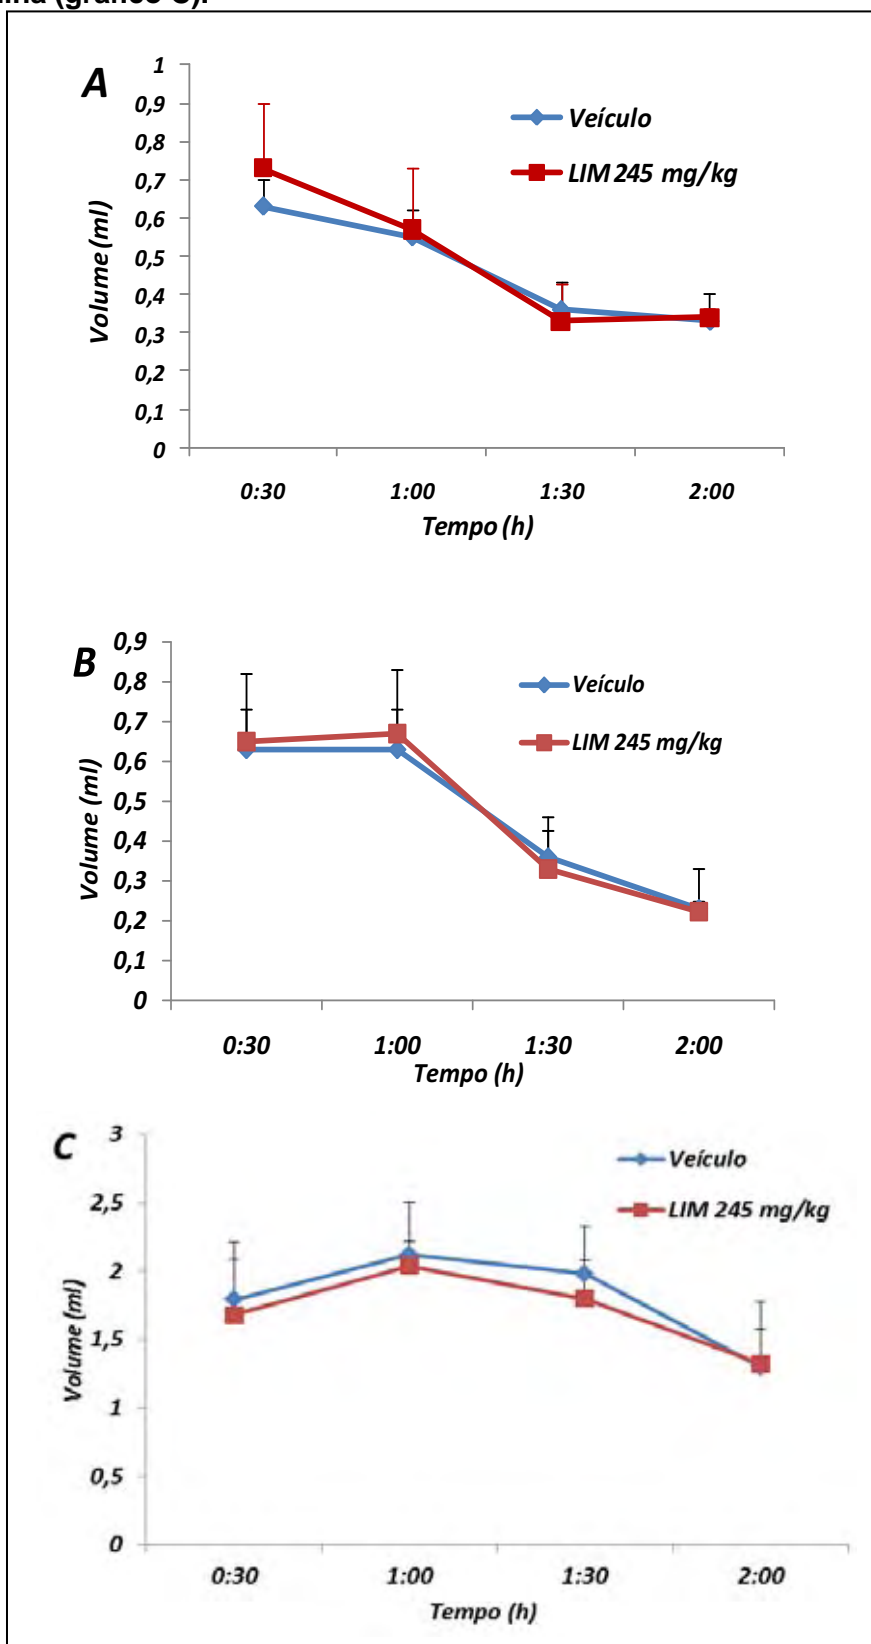 (gráfico C).
A
1
0,9
0,8
0,7
0,6
0,5
0,4
0,3
0,2
0,1
0
Volume (ml)
Veículo
LIM 245 mg/kg
0:30 1:00 1:30 2:00
Tempo (h)
B
0,9
0,8
0,7
0,6
0,5
0,4
0,3
0,2
0,1
0
Volume (ml)
Veículo
LIM 245 mg/kg
0:30 1:00 1:30 2:00
Tempo (h)
C
3
2,5
2
1,5
1
0,5
0
Volume (ml)
Veículo
LIM 245 mg/kg
0:30 1:00 1:30 2:00
Tempo (h)